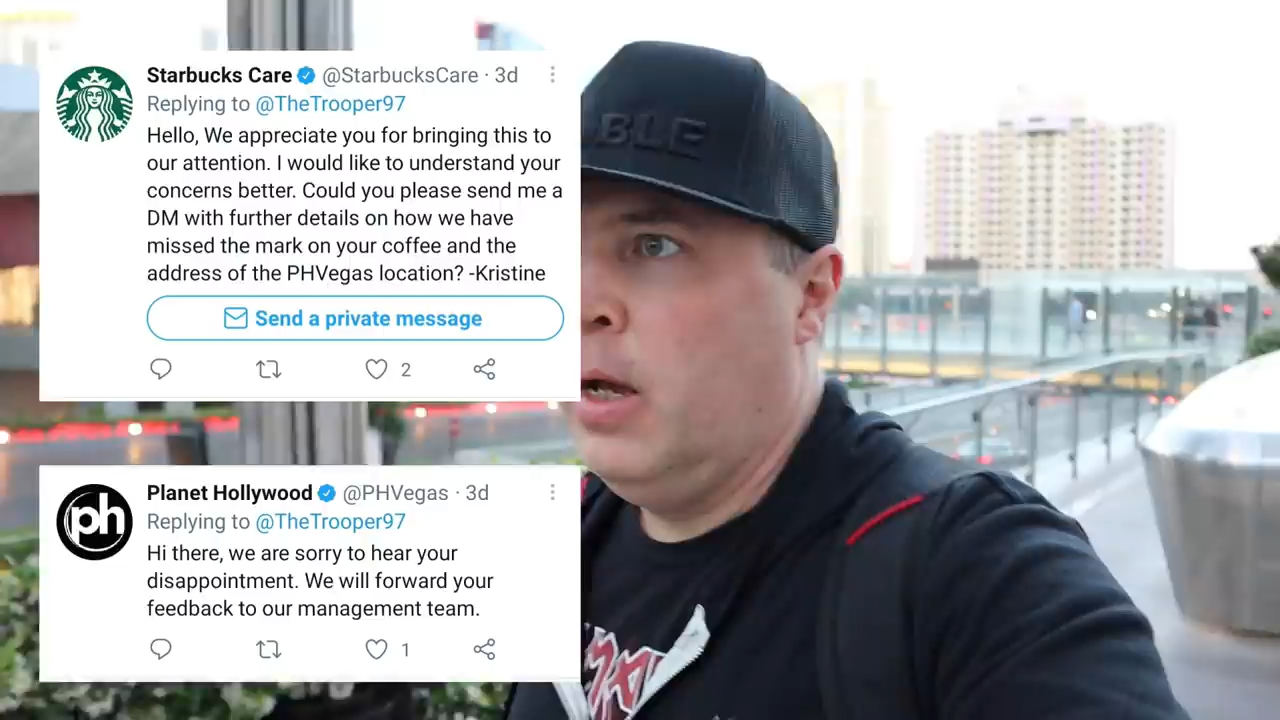 Starbucks Care @StarbucksCare · 3d
Replying to @TheTrooper97
Hello, We appreciate you for bringing this to
our attention. I would like to understand your
concerns better. Could you please send me a
DM with further details on how we have
missed the mark on your coffee and the
address of the PHVegas location? -Kristine
Send a private message
2
BLE
Planet Hollywood @PHVegas · 3d
ph
Replying to @TheTrooper97
Hi there, we are sorry to hear your
disappointment. We will forward your
feedback to our management team.
1